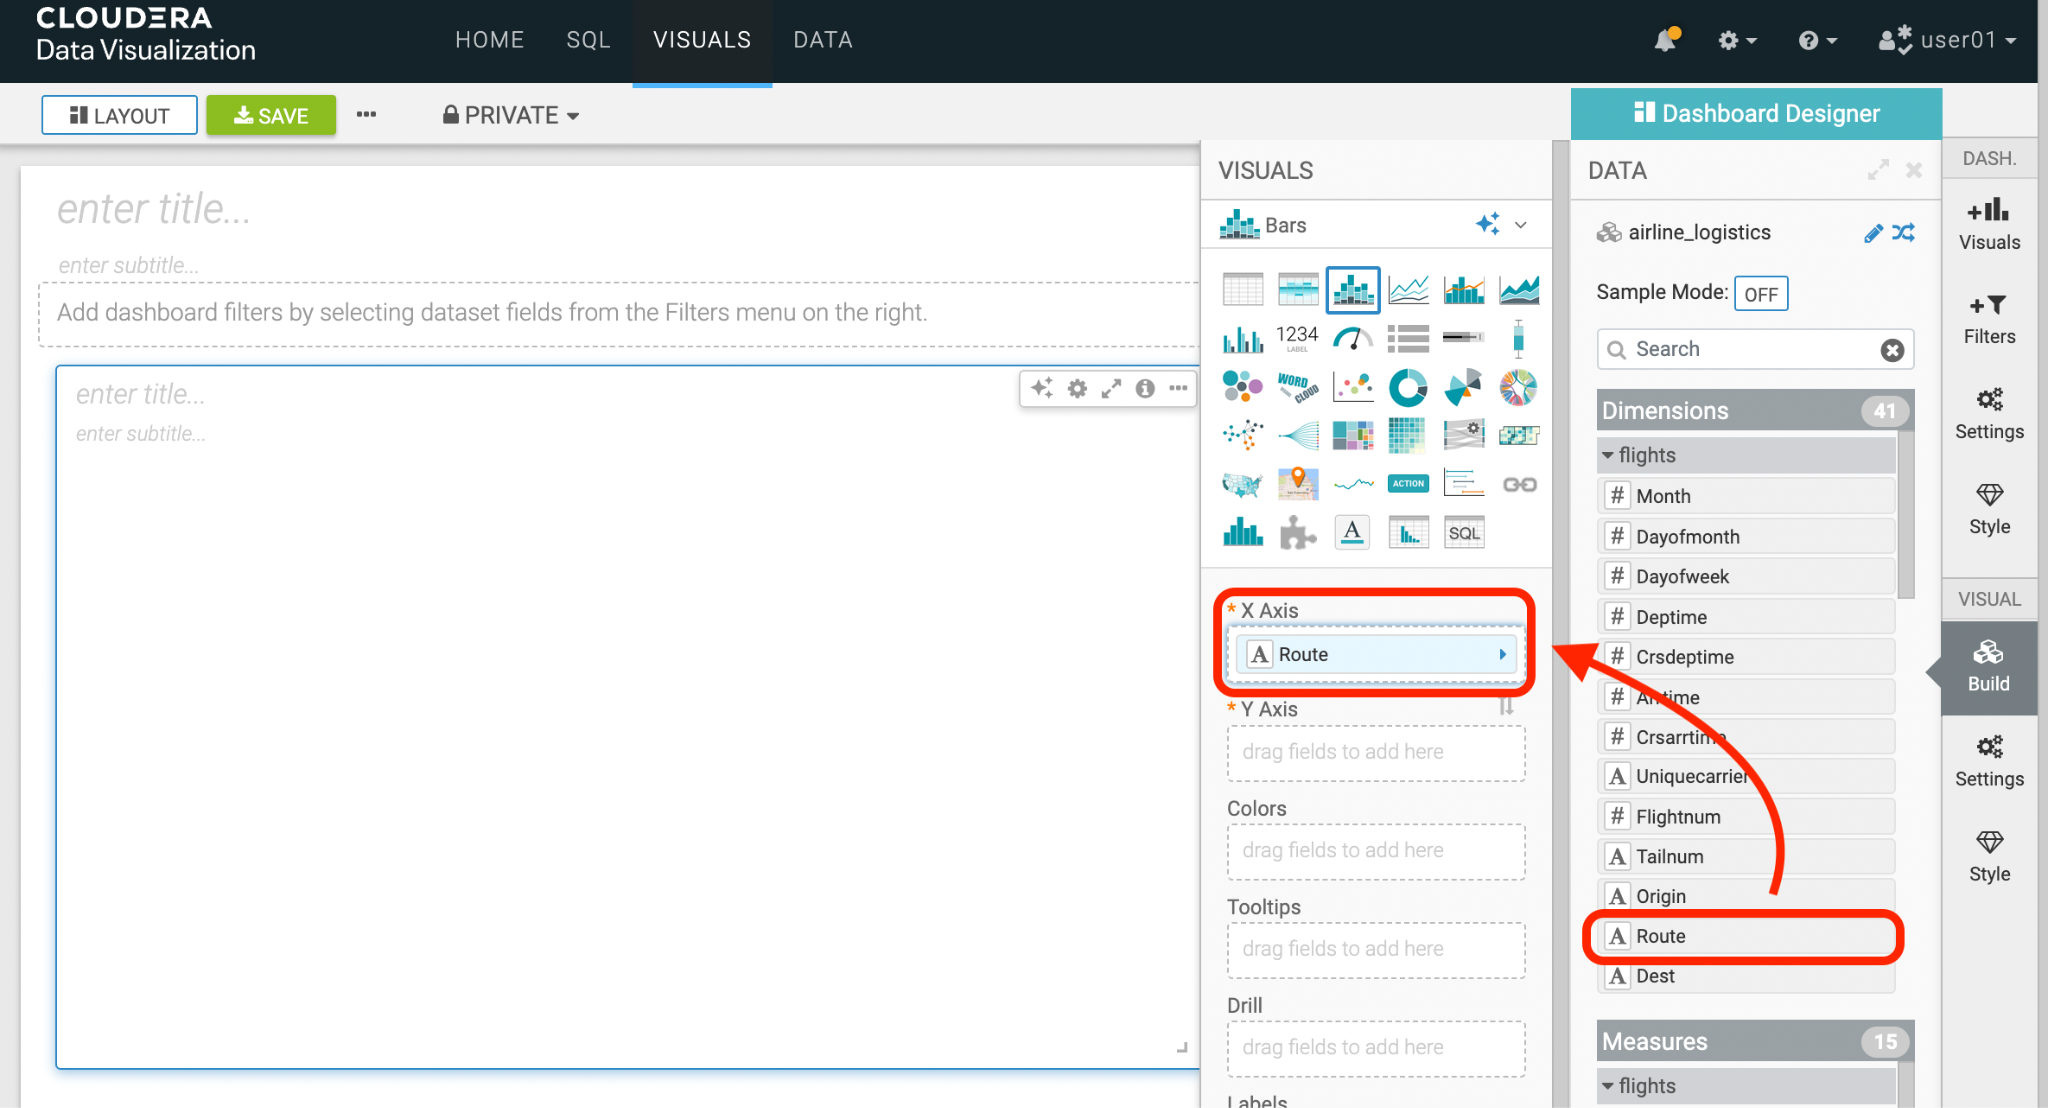 CLOUDERA
Data Visualization
HOME SQL VISUALS DATA
user01
LAYOUT SAVE PRIVATE
Dashboard Designer
enter title...
enter subtitle...
Add dashboard filters by selecting dataset fields from the Filters menu on the right.
enter title...
enter subtitle...
VISUALS
Bars
1234
LABEL
WORD
CLOUD
ACTION
A
SQL
* X Axis
A Route
* Y Axis
drag fields to add here
Colors
drag fields to add here
Tooltips
drag fields to add here
Drill
drag fields to add here
Labels
DATA
airline_logistics
Sample Mode: OFF
Search
Dimensions 41
flights
# Month
# Dayofmonth
# Dayofweek
# Deptime
# Crsdeptime
# Arrtime
# Crsarrtime
A Uniquecarrier
# Flightnum
A Tailnum
A Origin
A Route
A Dest
Measures 15
flights
DASH.
Visuals
Filters
Settings
Style
VISUAL
Build
Settings
Style